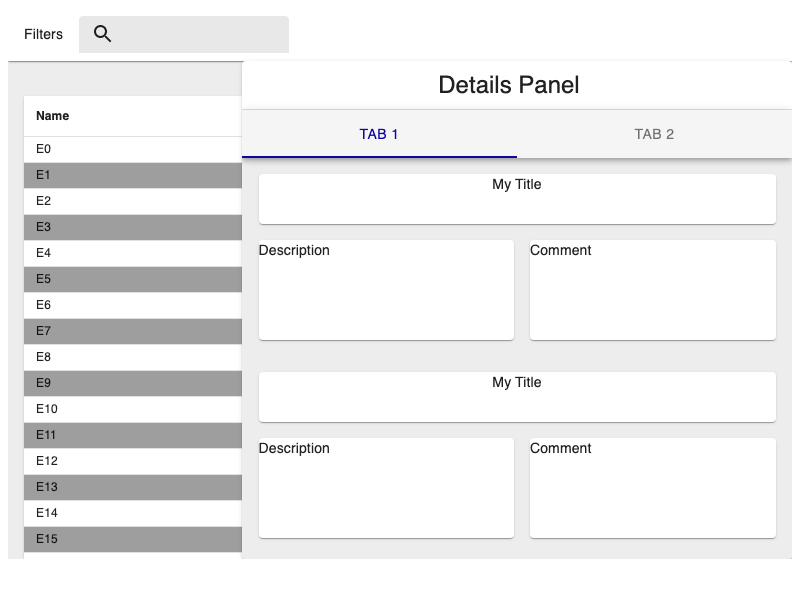 Filters
Name
E0
E1
E2
E3
E4
E5
E6
E7
E8
E9
E10
E11
E12
E13
E14
E15
Details Panel
TAB 1 TAB 2
My Title
Description Comment
My Title
Description Comment